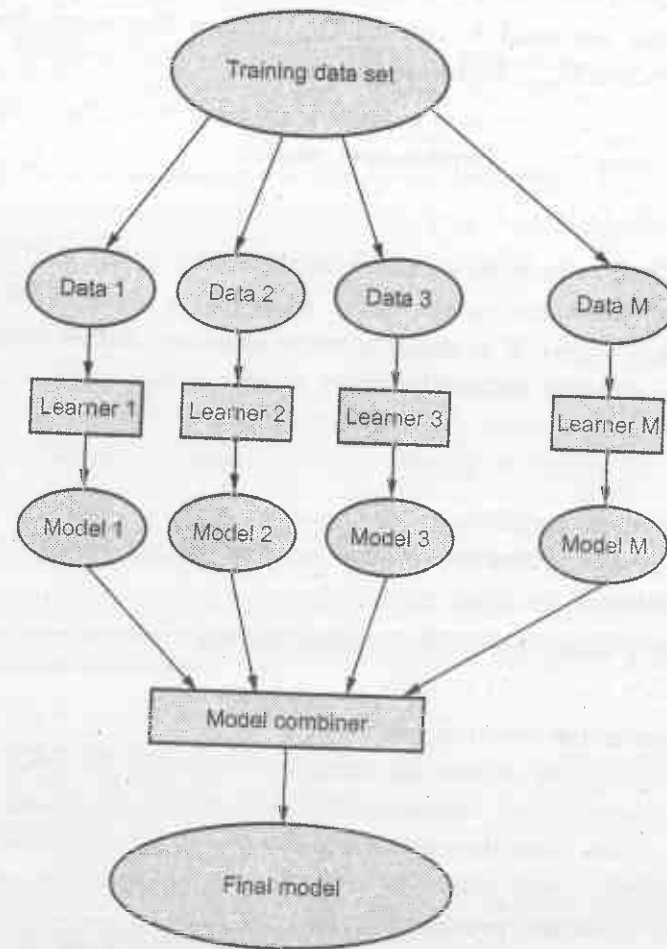 Training data set
Data 1
Data 2
Data 3
Data M
Learner 1
Learner 2
Learner 3
Learner M
Model 1
Model 2
Model 3
Model M
Model combiner
Final model